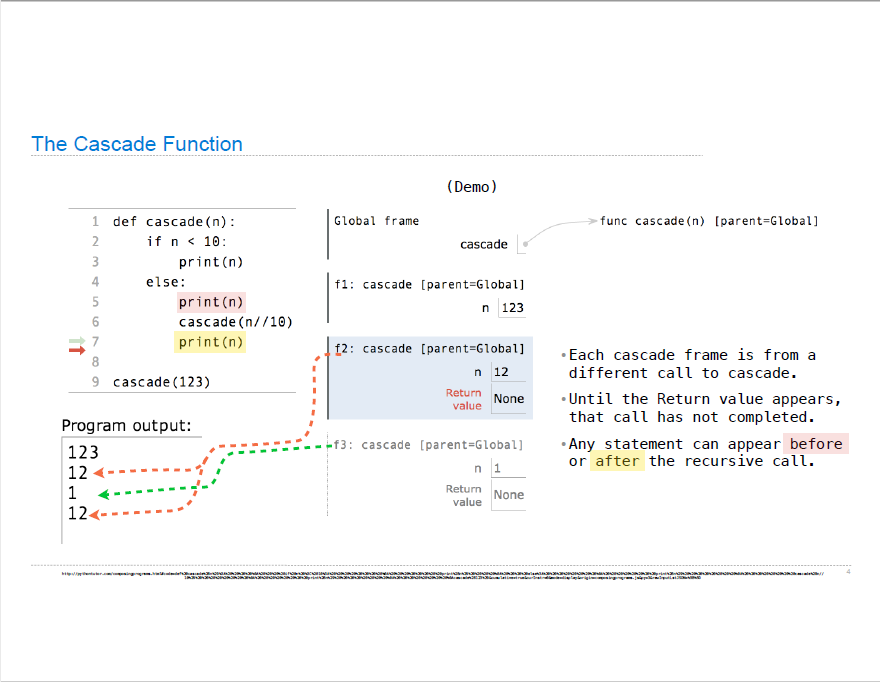 The Cascade Function
(Demo)
1 def cascade(n):
2 if n < 10:
3 print(n)
4 else:
5 print(n)
6 cascade(n//10)
7 print(n)
8
9 cascade(123)
Program output:
123
12
1
12
Global frame
cascade
func cascade(n) [parent=Global]
f1: cascade [parent=Global]
n 123
f2: cascade [parent=Global]
n 12
Return
value None
f3: cascade [parent=Global]
n 1
Return
value None
•Each cascade frame is from a
different call to cascade.
•Until the Return value appears,
that call has not completed.
•Any statement can appear before
or after the recursive call.
4